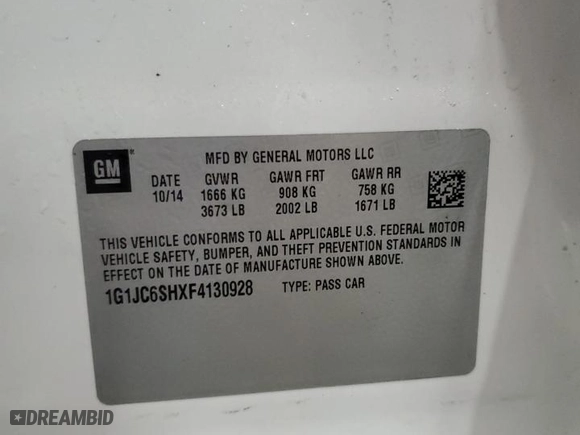 GM
MFD BY GENERAL MOTORS LLC
DATE GVWR GAWR FRT GAWR RR
10/14 1666 KG 908 KG 758 KG
3673 LB 2002 LB 1671 LB
THIS VEHICLE CONFORMS TO ALL APPLICABLE U.S. FEDERAL MOTOR
VEHICLE SAFETY, BUMPER, AND THEFT PREVENTION STANDARDS IN
EFFECT ON THE DATE OF MANUFACTURE SHOWN ABOVE.
1G1JC6SHXF4130928 TYPE: PASS CAR
DREAMBID